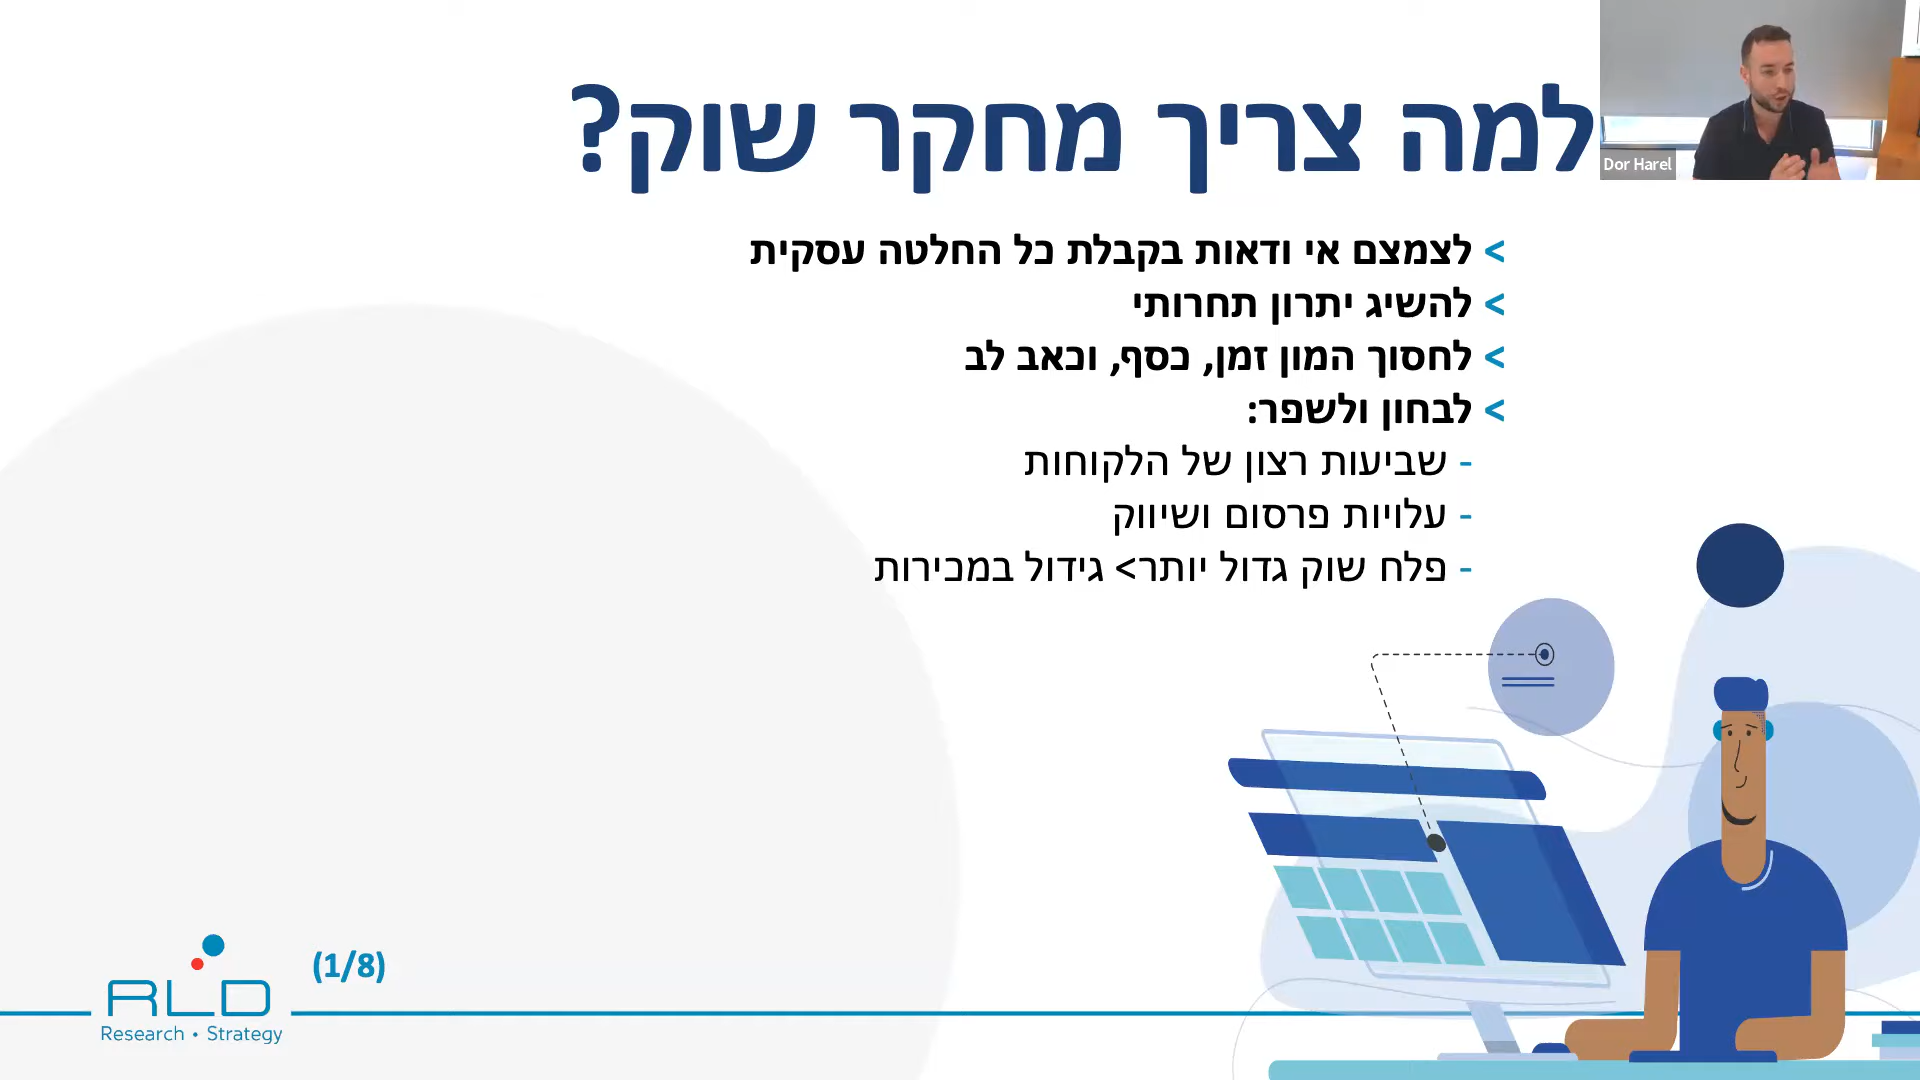 למה צריך מחקר שוק?
Dor Harel
> לצמצם אי ודאות בקבלת כל החלטה עסקית
> להשיג יתרון תחרותי
> לחסוך המון זמן, כסף, וכאב לב
> לבחון ולשפר:
- שביעות רצון של הלקוחות
- עלויות פרסום ושיווק
- פלח שוק גדול יותר> גידול במכירות
(1/8)
RLD
Research • Strategy